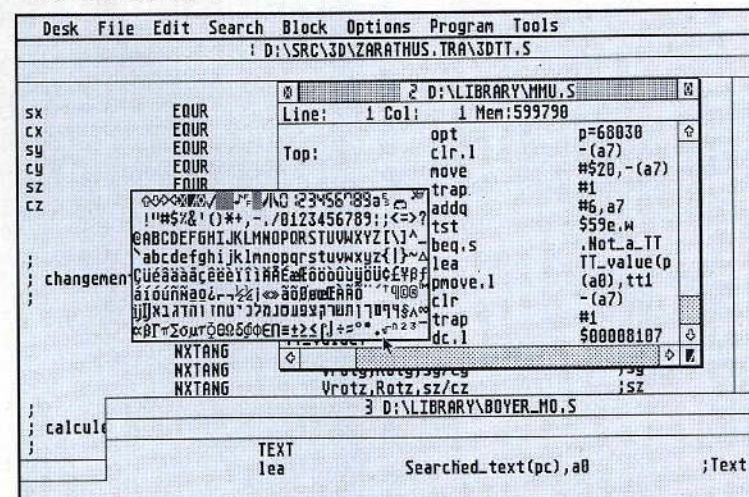 Desk File Edit Search Block Options Program Tools
1 D:\SRC\3D\ZARATHUS.TRA\3DTT.S
sx EQUR
cx EQUR
sy EQUR
cy EQUR
sz EQUR
cz
;
; changement
;
NXTANG
NXTANG
NXTANG Vrotz,Rotz,sz/cz ;sz
;
; calcule
;
2 D:\LIBRARY\MMU.S
Line: 1 Col: 1 Mem:599790
opt p=68030
Top: clr.l -(a7)
move #$20,-(a7)
trap #1
addq #6,a7
tst $59e.w
beq.s .Not_a_TT
lea TT_value(p
pmove.l (a0),tt1
clr -(a7)
trap #1
dc.l $00008107
!"#$%&'()*+,-./0123456789:;<=>?
@ABCDEFGHIJKLMNOPQRSTUVWXYZ[\]^_
`abcdefghijklmnopqrstuvwxyz{|}~
3 D:\LIBRARY\BOYER_MO.S
TEXT
lea Searched_text(pc),a0 ;Text